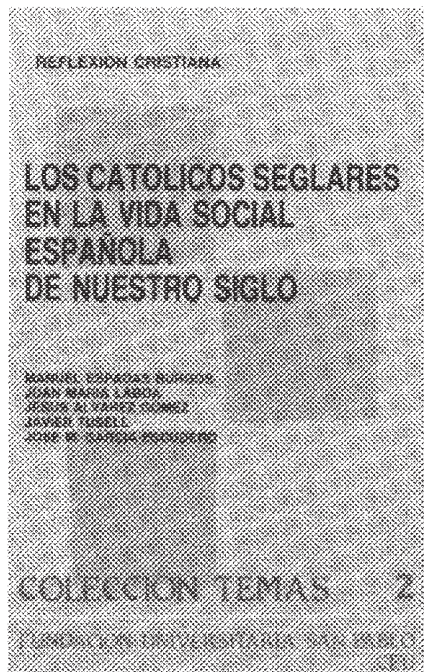 REFLEXION CRISTIANA
LOS CATOLICOS SEGLARES
EN LA VIDA SOCIAL
ESPAÑOLA
DE NUESTRO SIGLO
MANUEL ESPADAS BURGOS
JUAN MARIA LABOA
JESUS ALVAREZ GOMEZ
JAVIER TUSELL
JOSE M. GARCIA ESCUDERO
COLECCION TEMAS 2
FUNDACION UNIVERSITARIA SAN PABLO